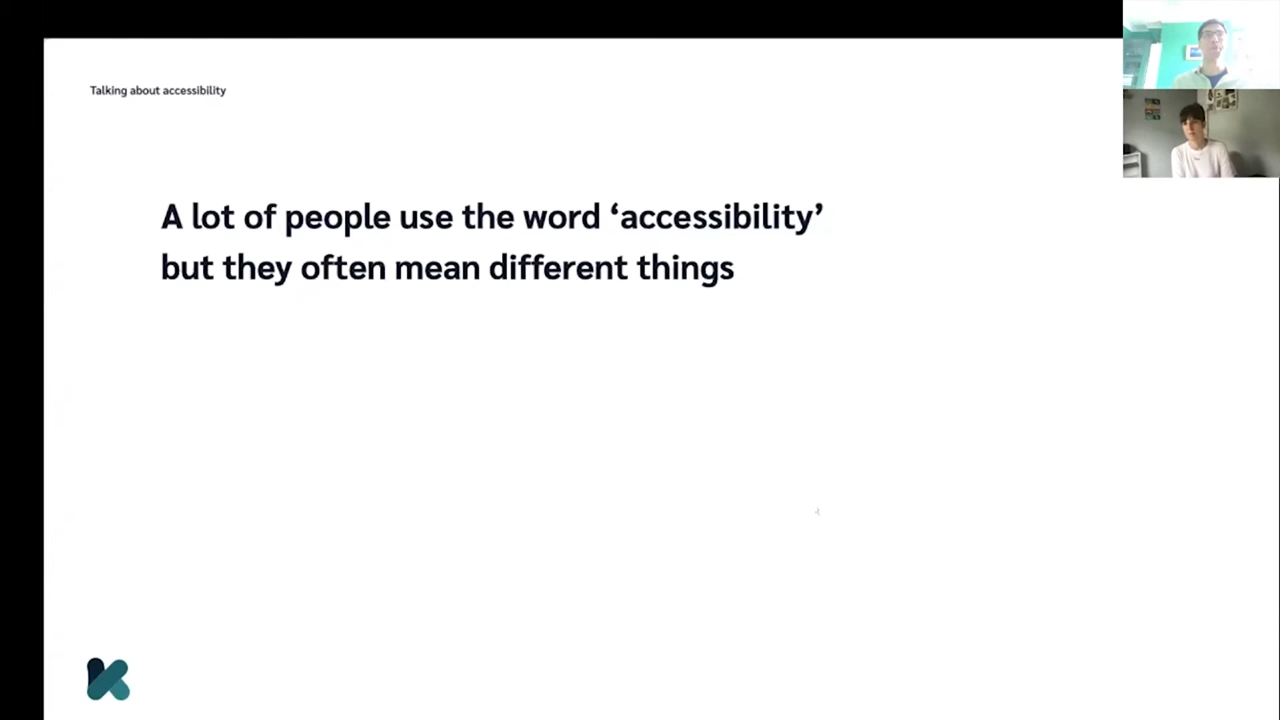 Talking about accessibility
A lot of people use the word ‘accessibility’
but they often mean different things